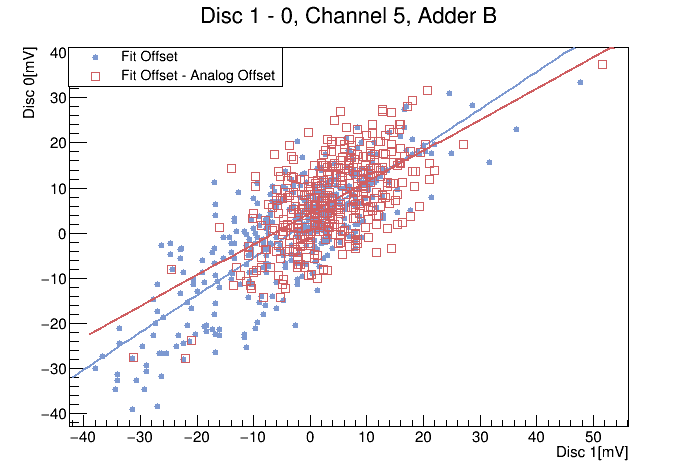 Disc 1 - 0, Channel 5, Adder B
Disc 0[mV]
Fit Offset
Fit Offset - Analog Offset
40
30
20
10
0
−10
−20
−30
−40
−40 −30 −20 −10 0 10 20 30 40 50
Disc 1[mV]